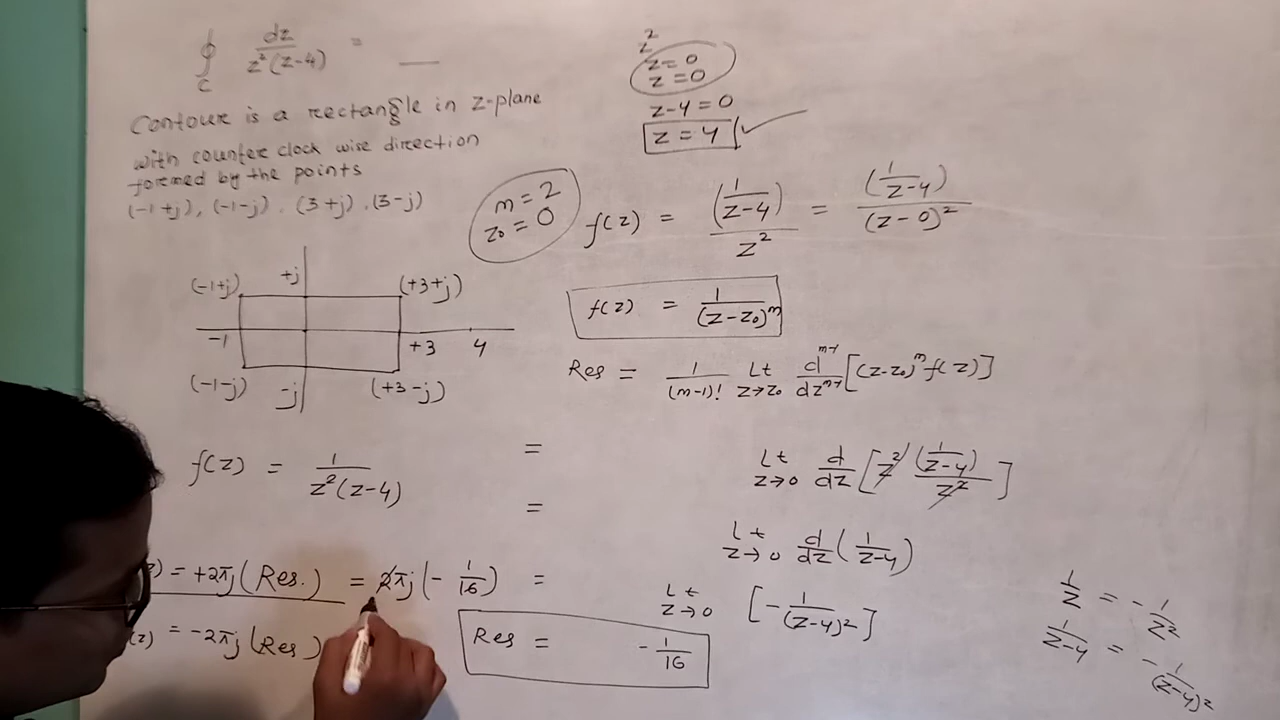 ∮_C dz / z²(z-4) = __
Contour is a rectangle in z-plane
with counter clock wise direction
formed by the points
(-1+j), (-1-j). (3+j).(3-j)
z²
z=0
z=0
z-4=0
z=4 ✓
m=2
z₀=0
f(z) = (1/(z-4)) / z² = (1/(z-4)) / (z-0)²
(-1+j) +j (+3+j)
-1 +3 4
(-1-j) -j (+3-j)
f(z) = 1/(z-z₀)^m
Res = 1/(m-1)! Lt z→z₀ d^(m-1)/dz^(m-1) [(z-z₀)^m f(z)]
f(z) = 1 / z²(z-4)
= Lt z→0 d/dz [z² (1/(z-4)) / z²]
= Lt z→0 d/dz (1/(z-4))
z) = +2πj(Res.) = 2πj(-1/16)
= Lt z→0 [-1/(z-4)²]
(z) = -2πj(Res)
Res = -1/16
1/z = -1/z²
1/(z-4) = -1/(z-4)²